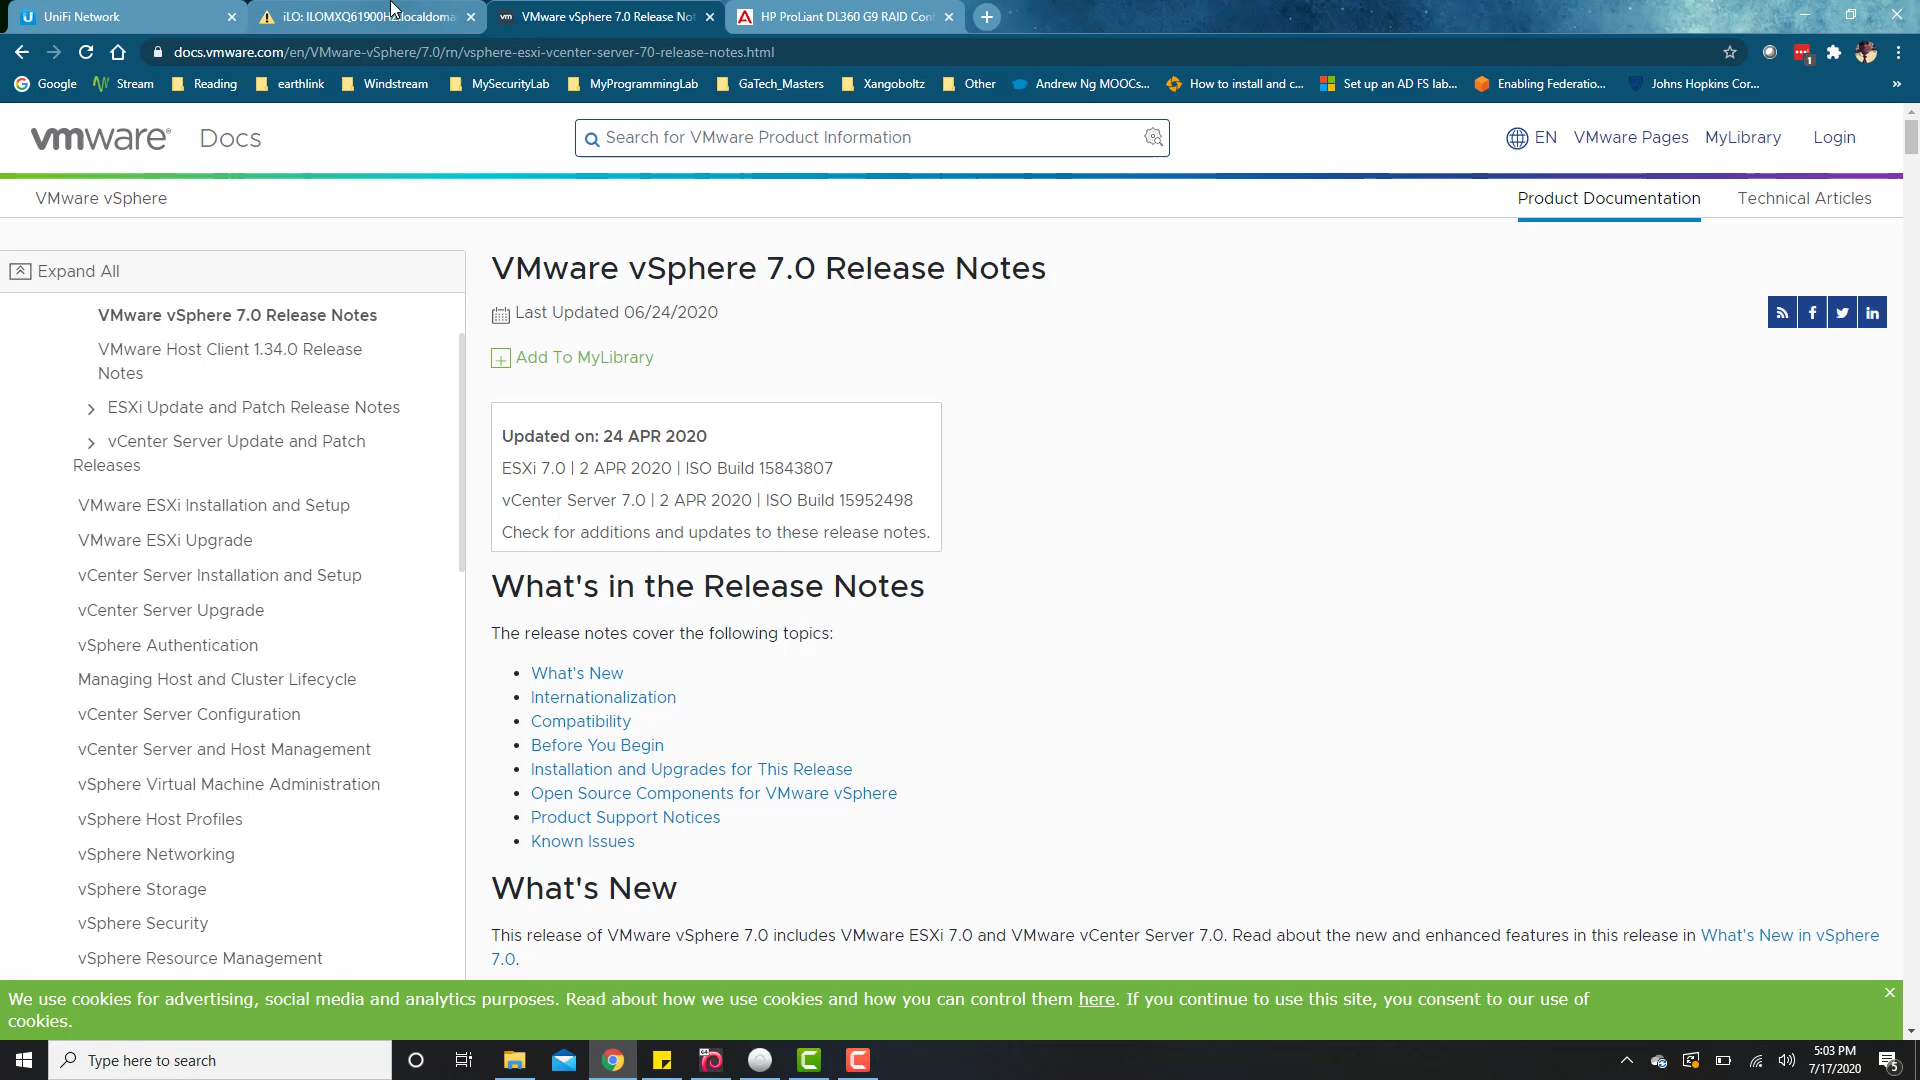 UniFi Network
iLO: ILOMXQ61900H localdoma
VMware vSphere 7.0 Release Not
HP ProLiant DL360 G9 RAID Conf
docs.vmware.com/en/VMware-vSphere/7.0/rn/vsphere-esxi-vcenter-server-70-release-notes.html
1
Google
Stream
Reading
earthlink
Windstream
MySecurityLab
MyProgrammingLab
GaTech_Masters
Xangoboltz
Other
Andrew Ng MOOCs...
How to install and c...
Set up an AD FS lab...
Enabling Federatio...
Johns Hopkins Cor...
»
vmware® Docs
Search for VMware Product Information
EN
VMware Pages
MyLibrary
Login
VMware vSphere
Product Documentation
Technical Articles
Expand All
VMware vSphere 7.0 Release Notes
VMware Host Client 1.34.0 Release
Notes
ESXi Update and Patch Release Notes
vCenter Server Update and Patch
Releases
VMware ESXi Installation and Setup
VMware ESXi Upgrade
vCenter Server Installation and Setup
vCenter Server Upgrade
vSphere Authentication
Managing Host and Cluster Lifecycle
vCenter Server Configuration
vCenter Server and Host Management
vSphere Virtual Machine Administration
vSphere Host Profiles
vSphere Networking
vSphere Storage
vSphere Security
vSphere Resource Management
VMware vSphere 7.0 Release Notes
Last Updated 06/24/2020
Add To MyLibrary
Updated on: 24 APR 2020
ESXi 7.0 | 2 APR 2020 | ISO Build 15843807
vCenter Server 7.0 | 2 APR 2020 | ISO Build 15952498
Check for additions and updates to these release notes.
What's in the Release Notes
The release notes cover the following topics:
• What's New
• Internationalization
• Compatibility
• Before You Begin
• Installation and Upgrades for This Release
• Open Source Components for VMware vSphere
• Product Support Notices
• Known Issues
What's New
This release of VMware vSphere 7.0 includes VMware ESXi 7.0 and VMware vCenter Server 7.0. Read about the new and enhanced features in this release in What's New in vSphere
7.0.
We use cookies for advertising, social media and analytics purposes. Read about how we use cookies and how you can control them here. If you continue to use this site, you consent to our use of
cookies.
Type here to search
5:03 PM
7/17/2020
5